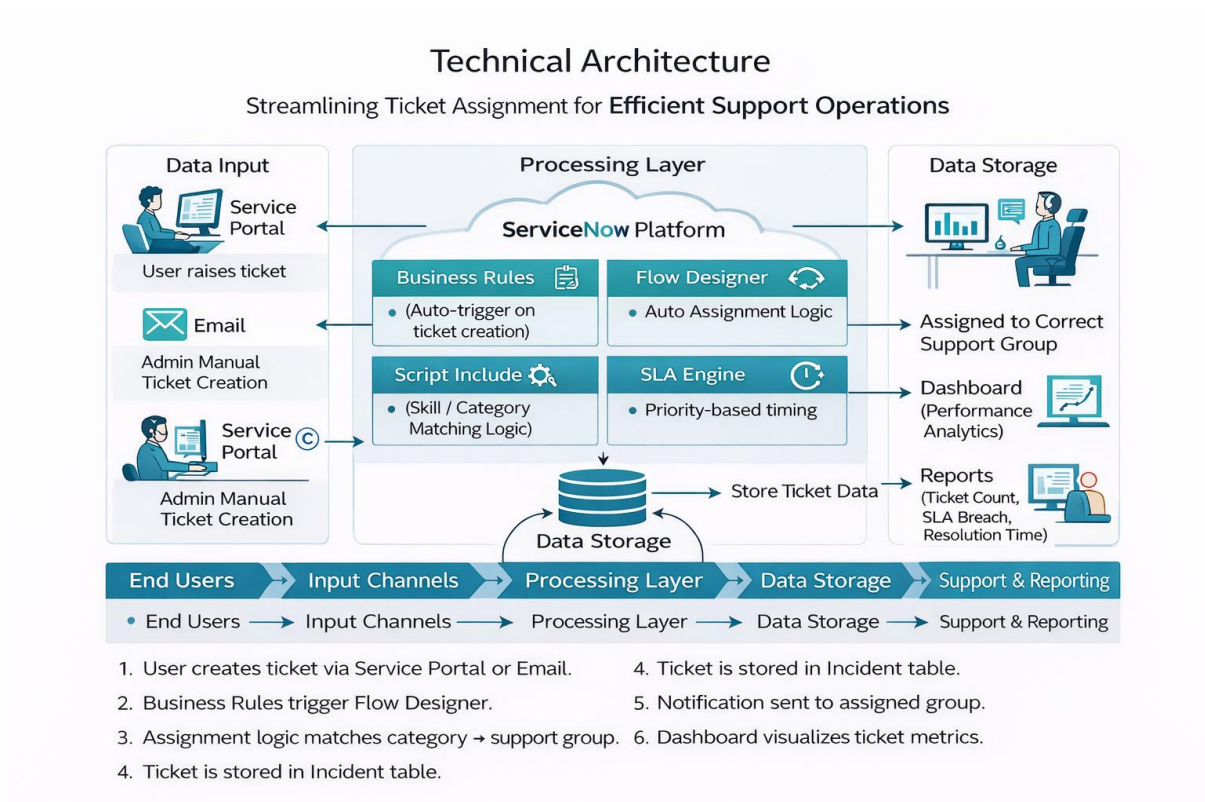 Technical Architecture
Streamlining Ticket Assignment for Efficient Support Operations
Data Input
Service
Portal
User raises ticket
Email
Admin Manual
Ticket Creation
Service
Portal
C
Admin Manual
Ticket Creation
Processing Layer
ServiceNow Platform
Business Rules
• (Auto-trigger on
ticket creation)
Flow Designer
• Auto Assignment Logic
Script Include
• (Skill / Category
Matching Logic)
SLA Engine
• Priority-based timing
Store Ticket Data
Data Storage
Data Storage
Assigned to Correct
Support Group
Dashboard
(Performance
Analytics)
Reports
(Ticket Count,
SLA Breach,
Resolution Time)
End Users → Input Channels → Processing Layer → Data Storage → Support & Reporting
• End Users → Input Channels → Processing Layer → Data Storage → Support & Reporting
1. User creates ticket via Service Portal or Email.
2. Business Rules trigger Flow Designer.
3. Assignment logic matches category → support group.
4. Ticket is stored in Incident table.
4. Ticket is stored in Incident table.
5. Notification sent to assigned group.
6. Dashboard visualizes ticket metrics.